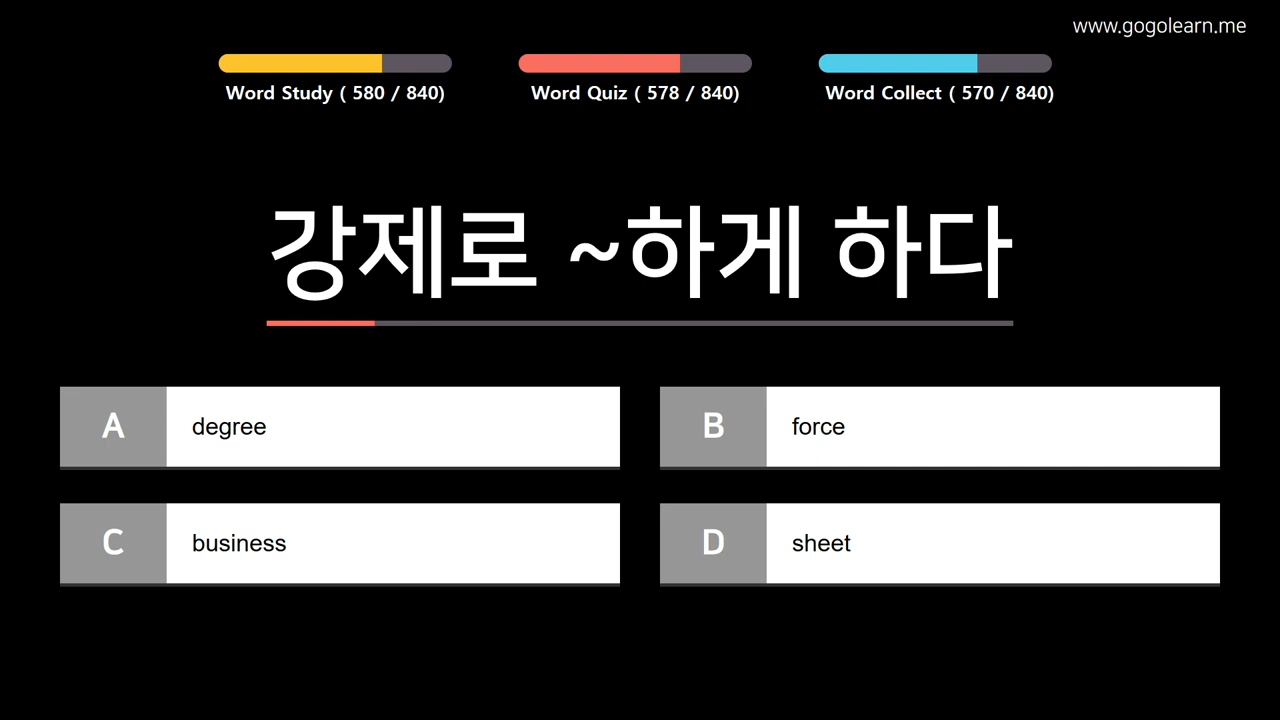 www.gogolearn.me
Word Study ( 580 / 840)
Word Quiz ( 578 / 840)
Word Collect ( 570 / 840)
강제로 ~하게 하다
A degree
B force
C business
D sheet